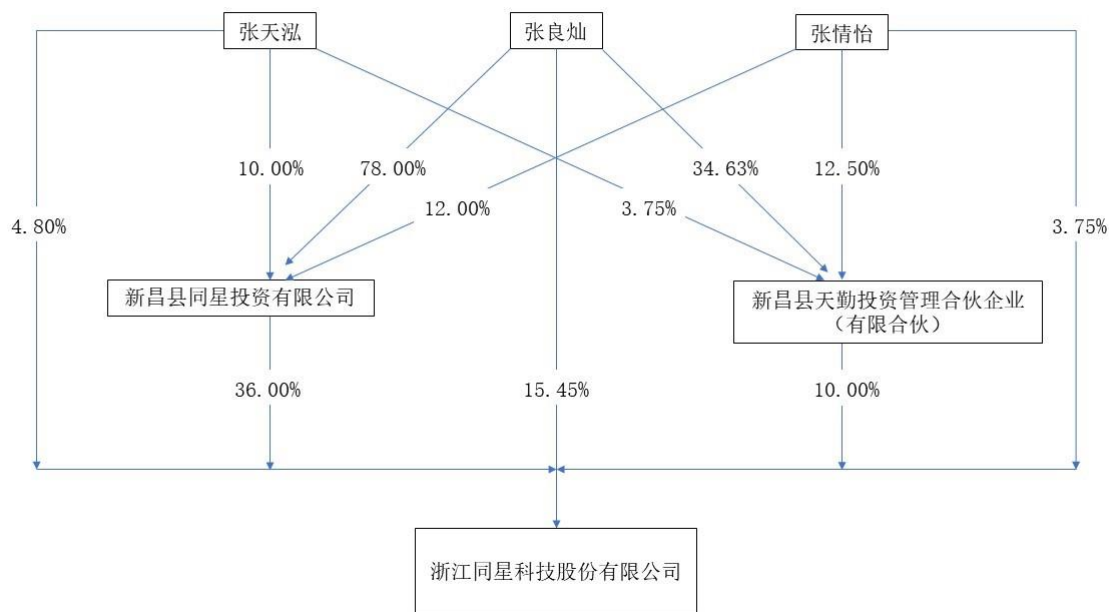 张天泓
张良灿
张情怡
10.00%
78.00%
34.63%
12.50%
12.00%
3.75%
4.80%
3.75%
新昌县同星投资有限公司
新昌县天勤投资管理合伙企业
（有限合伙）
36.00%
15.45%
10.00%
浙江同星科技股份有限公司